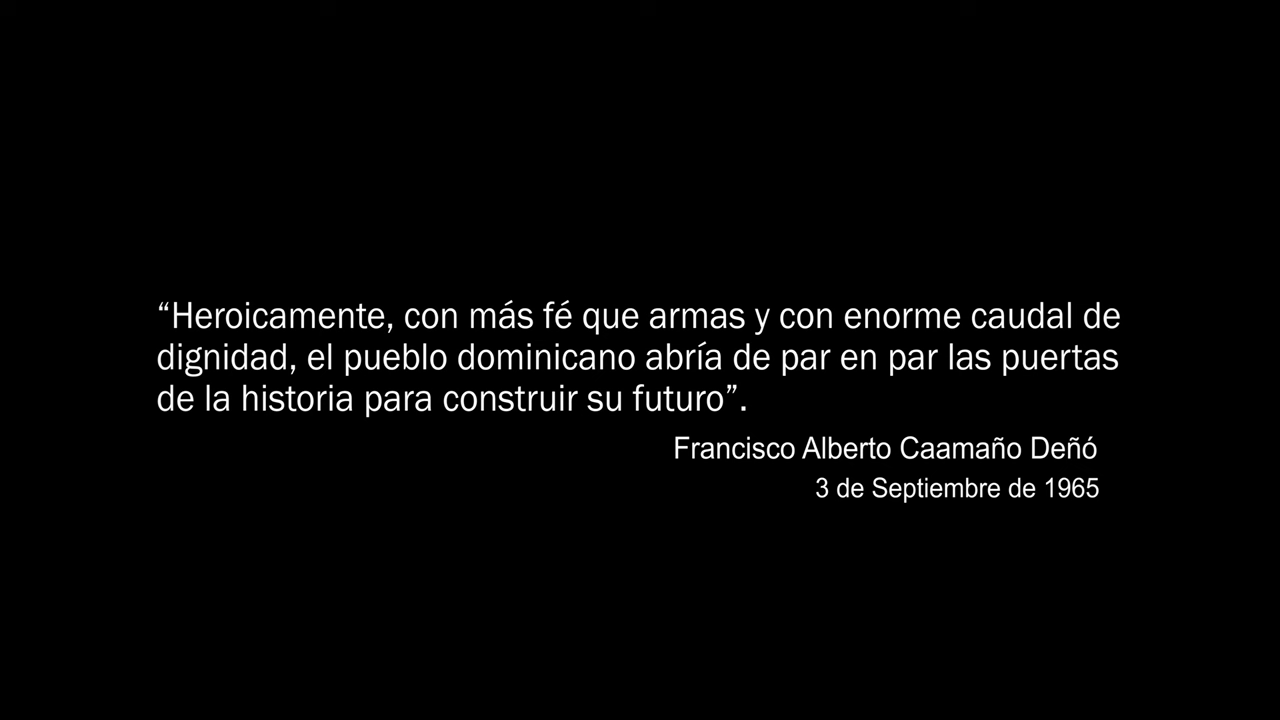 “Heroicamente, con más fé que armas y con enorme caudal de
dignidad, el pueblo dominicano abría de par en par las puertas
de la historia para construir su futuro”.
Francisco Alberto Caamaño Deñó
3 de Septiembre de 1965